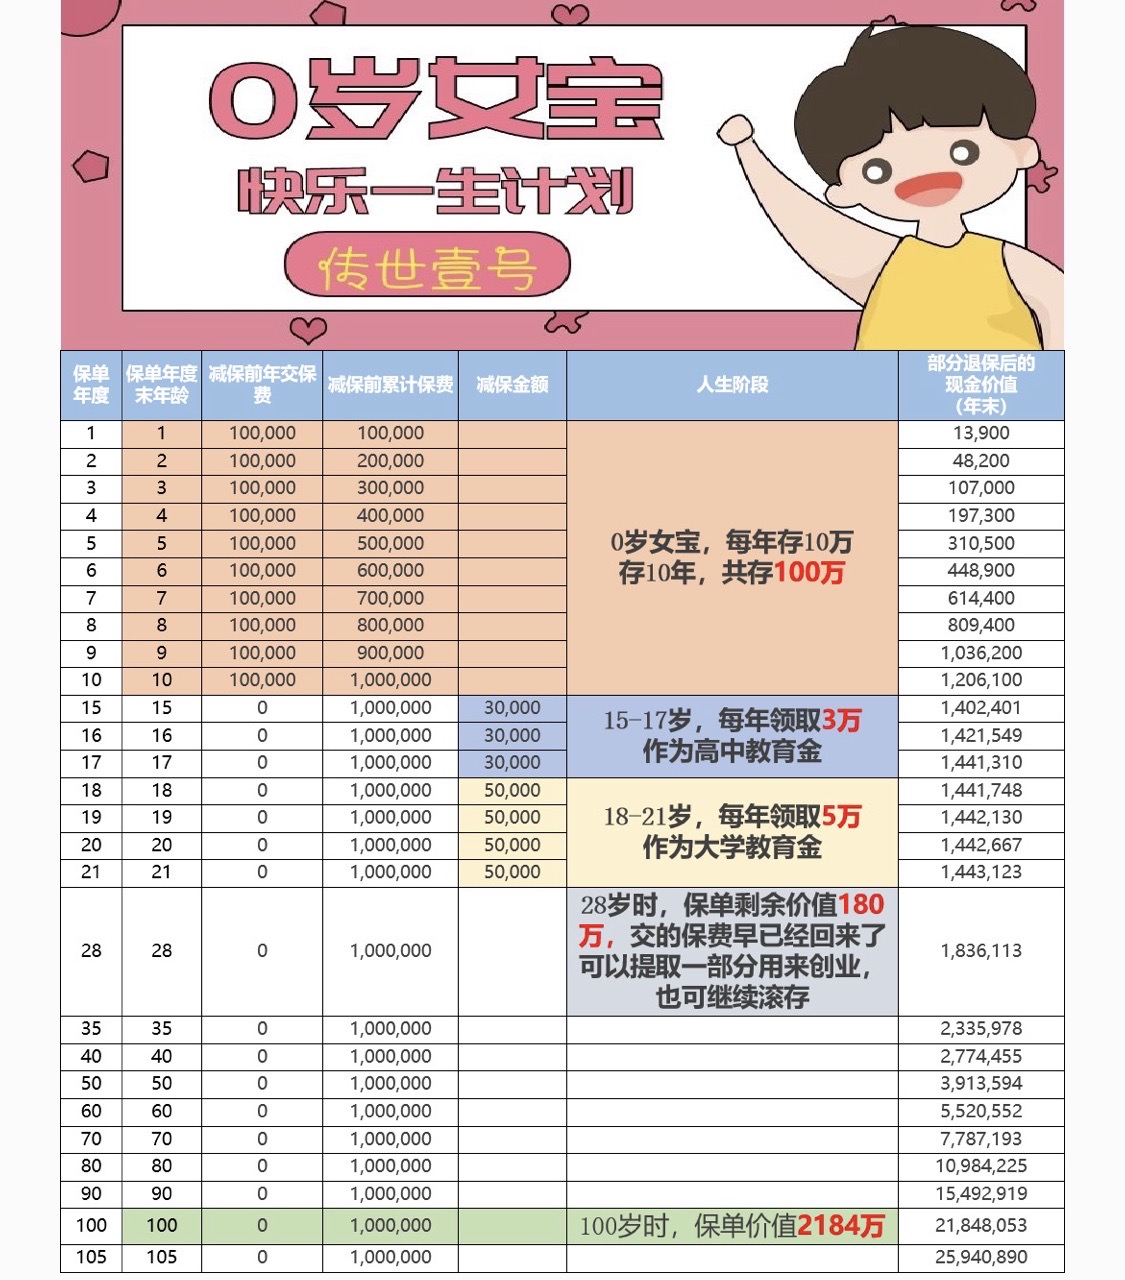 0岁女宝
快乐一生计划
传世壹号
保单年度 保单年度末年龄 减保前年交保费 减保前累计保费 减保金额 人生阶段 部分退保后的现金价值（年末）
1 1 100,000 100,000 13,900
2 2 100,000 200,000 48,200
3 3 100,000 300,000 107,000
4 4 100,000 400,000 197,300
5 5 100,000 500,000 310,500
0岁女宝，每年存10万
存10年，共存100万
6 6 100,000 600,000 448,900
7 7 100,000 700,000 614,400
8 8 100,000 800,000 809,400
9 9 100,000 900,000 1,036,200
10 10 100,000 1,000,000 1,206,100
15 15 0 1,000,000 30,000 1,402,401
15-17岁，每年领取3万
16 16 0 1,000,000 30,000 1,421,549
作为高中教育金
17 17 0 1,000,000 30,000 1,441,310
18 18 0 1,000,000 50,000 1,441,748
18-21岁，每年领取5万
19 19 0 1,000,000 50,000 1,442,130
作为大学教育金
20 20 0 1,000,000 50,000 1,442,667
21 21 0 1,000,000 50,000 1,443,123
28岁时，保单剩余价值180
万，交的保费早已经回来了
可以提取一部分用来创业，
也可继续滚存
28 28 0 1,000,000 1,836,113
35 35 0 1,000,000 2,335,978
40 40 0 1,000,000 2,774,455
50 50 0 1,000,000 3,913,594
60 60 0 1,000,000 5,520,552
70 70 0 1,000,000 7,787,193
80 80 0 1,000,000 10,984,225
90 90 0 1,000,000 15,492,919
100 100 0 1,000,000 100岁时，保单价值2184万 21,848,053
105 105 0 1,000,000 25,940,890